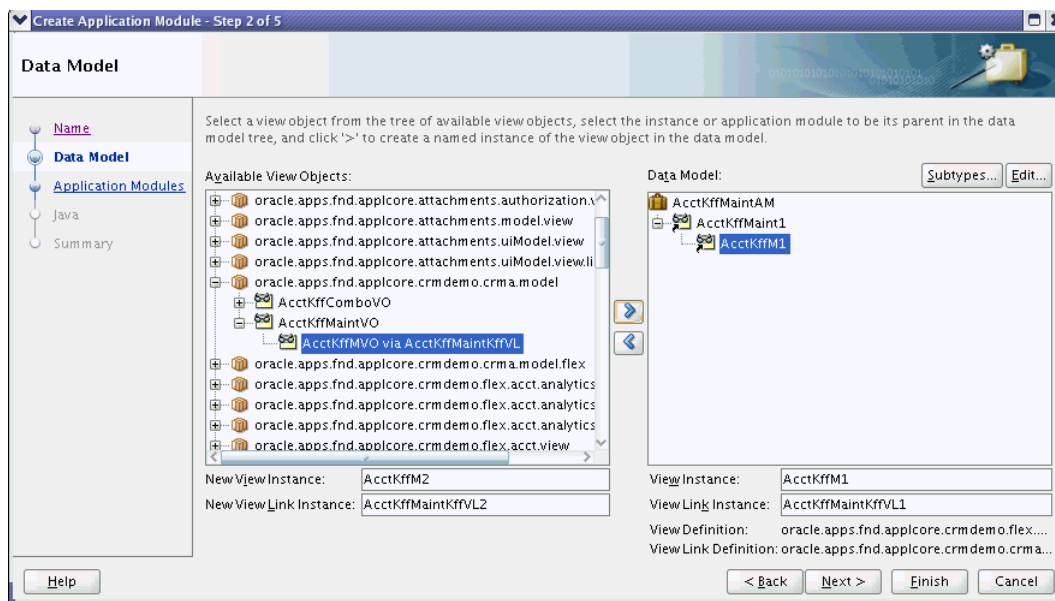 Create Application Module - Step 2 of 5
Data Model
Name
Data Model
Application Modules
Java
Summary
Select a view object from the tree of available view objects, select the instance or application module to be its parent in the data
model tree, and click '>' to create a named instance of the view object in the data model.
Available View Objects:
oracle.apps.fnd.applcore.attachments.authorization.v
oracle.apps.fnd.applcore.attachments.model.view
oracle.apps.fnd.applcore.attachments.uiModel.view
oracle.apps.fnd.applcore.attachments.uiModel.view.li
oracle.apps.fnd.applcore.crmdemo.crma.model
AcctKffComboVO
AcctKffMaintVO
AcctKffMVO via AcctKffMaintKffVL
oracle.apps.fnd.applcore.crmdemo.crma.model.flex
oracle.apps.fnd.applcore.crmdemo.flex.acct.analytics
oracle.apps.fnd.applcore.crmdemo.flex.acct.analytics
oracle.apps.fnd.applcore.crmdemo.flex.acct.analytics
oracle.apps.fnd.applcore.crmdemo.flex.acct.view
New View Instance: AcctKffM2
New View Link Instance: AcctKffMaintKffVL2
Data Model:
Subtypes... Edit...
AcctKffMaintAM
AcctKffMaint1
AcctKffM1
View Instance: AcctKffM1
View Link Instance: AcctKffMaintKffVL1
View Definition: oracle.apps.fnd.applcore.crmdemo.flex....
View Link Definition: oracle.apps.fnd.applcore.crmdemo.crma...
Help
< Back Next > Finish Cancel